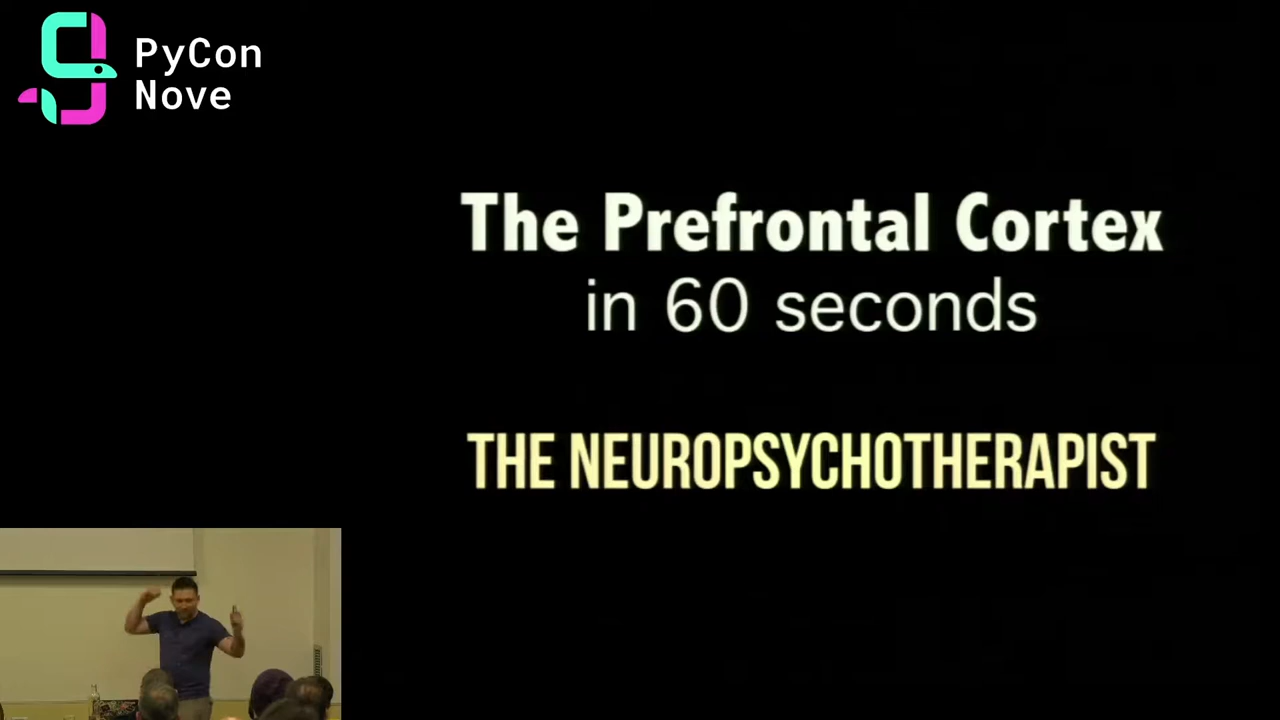 PyCon
Nove
The Prefrontal Cortex
in 60 seconds
THE NEUROPSYCHOTHERAPIST